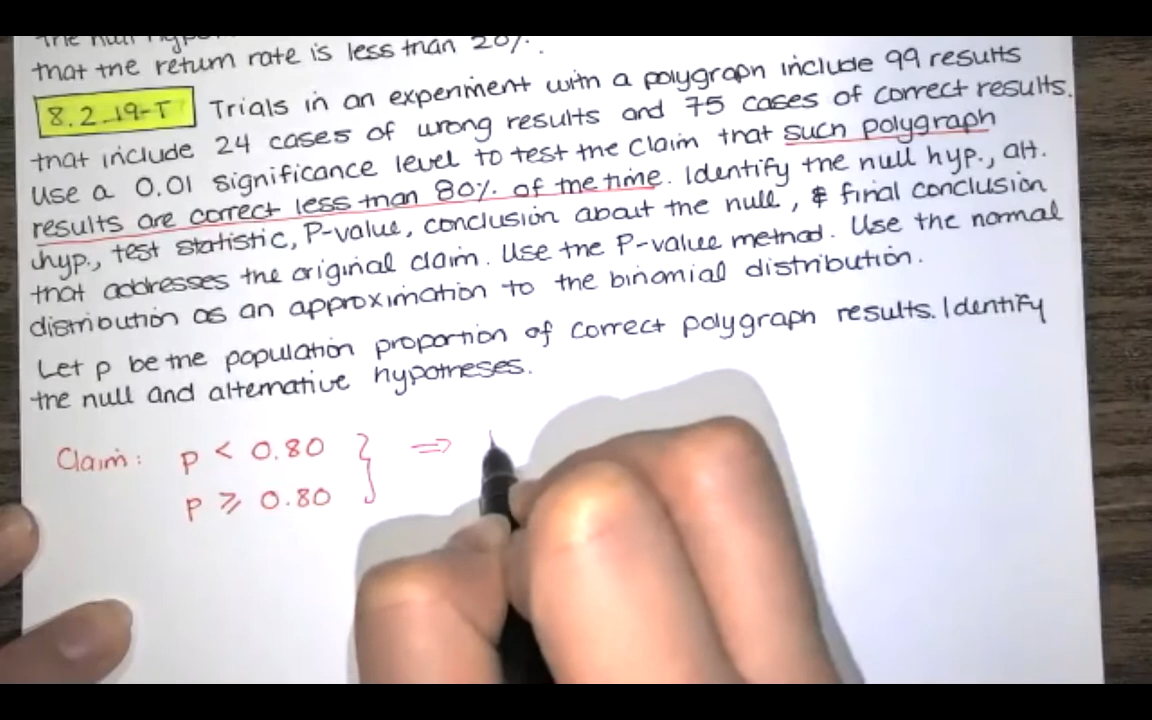 that the return rate is less than 20%.
8.2.19-T Trials in an experiment with a polygraph include 99 results
that include 24 cases of wrong results and 75 cases of correct results.
Use a 0.01 significance level to test the claim that such polygraph
results are correct less than 80% of the time. Identify the null hyp., alt.
hyp., test statistic, P-value, conclusion about the null, & final conclusion
that addresses the original claim. Use the P-value method. Use the normal
distribution as an approximation to the binomial distribution.
Let p be the population proportion of correct polygraph results. Identify
the null and alternative hypotheses.
Claim: p < 0.80 } ⇒
p ≥ 0.80